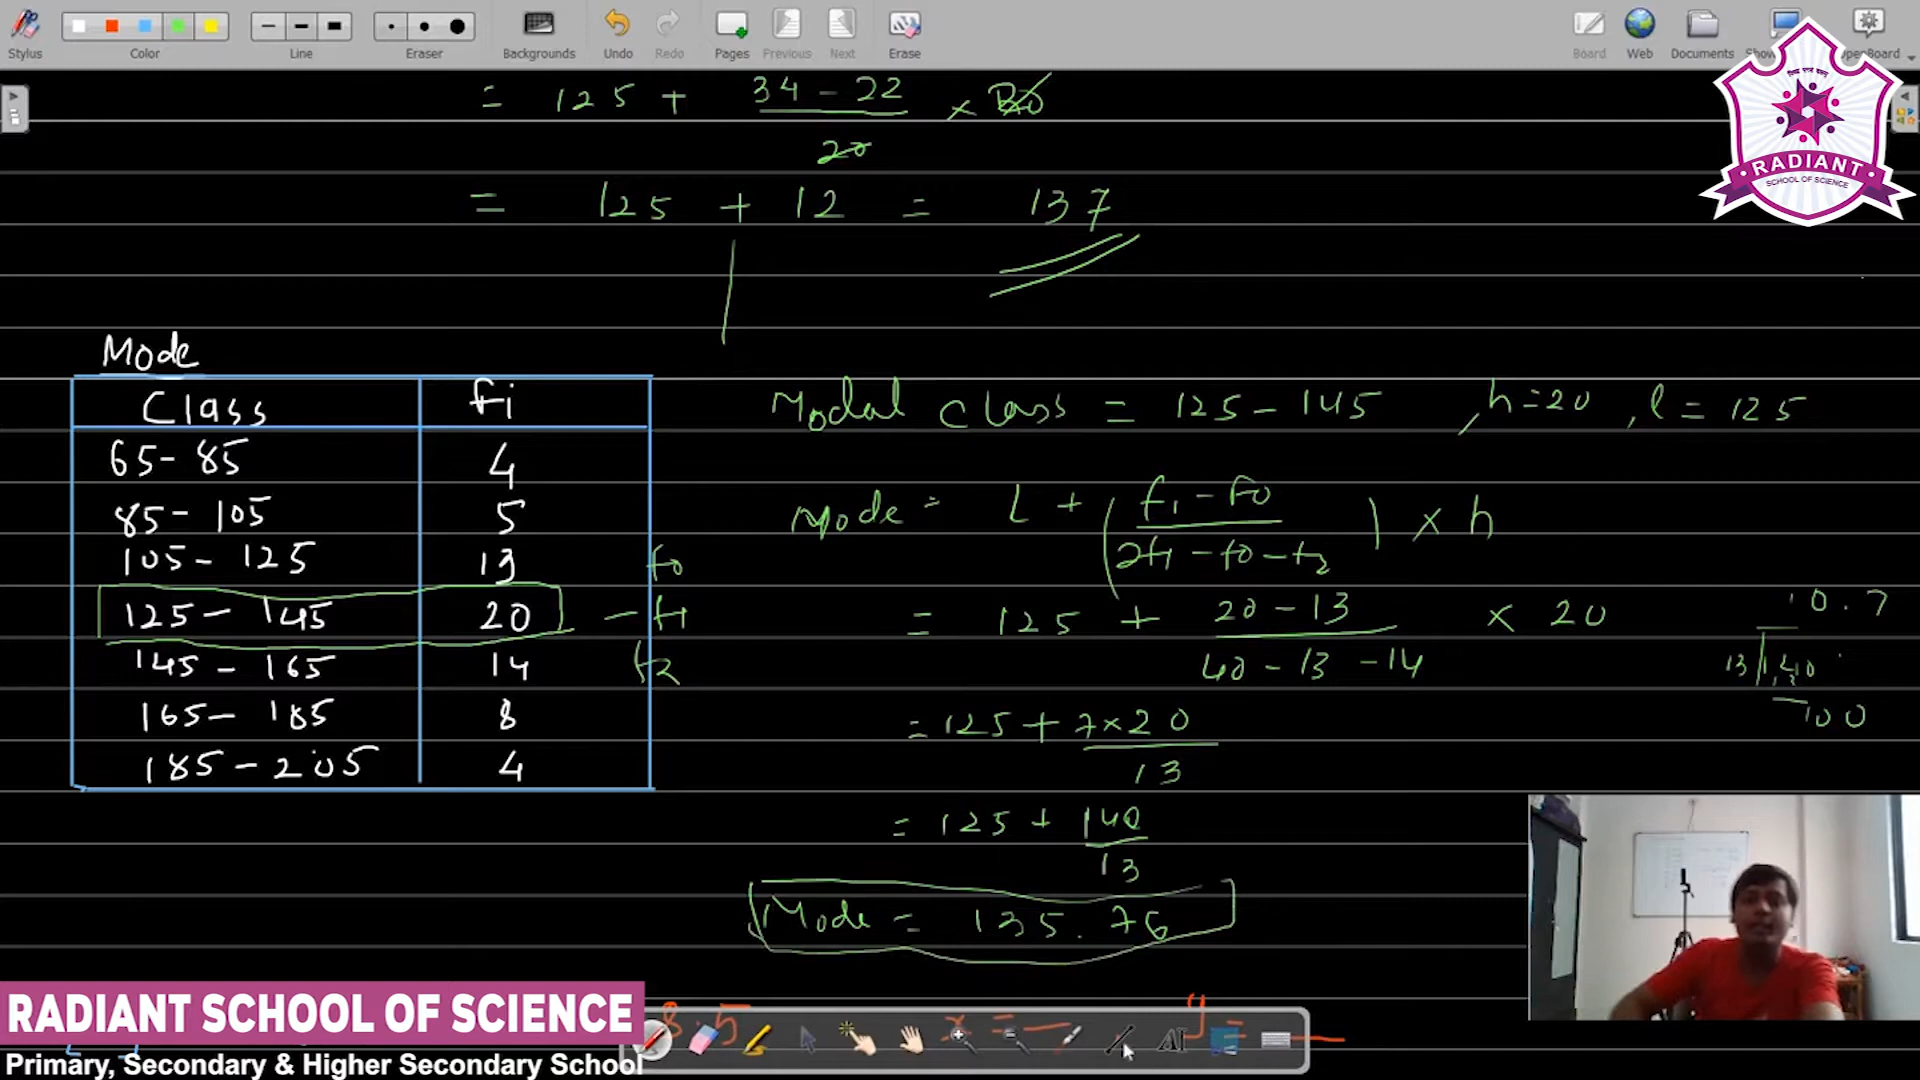 Stylus Color Line Eraser Backgrounds Undo Redo Pages Previous Next Erase Board Web Documents OpenBoard
= 125 + 34 - 22 / 20 × 20
= 125 + 12 = 137
RADIANT
SCHOOL OF SCIENCE
Mode
Class fi
65 - 85 4
85 - 105 5
105 - 125 13 f0
125 - 145 20 - f1
145 - 165 14 f2
165 - 185 8
185 - 205 4
Modal class = 125 - 145 , h = 20 , l = 125
Mode = l + ( f1 - f0 / 2f1 - f0 - f2 ) × h
= 125 + 20 - 13 / 40 - 13 - 14 × 20
10.7
13 140
100
= 125 + 7 × 20 / 13
= 125 + 140 / 13
Mode = 135.76
RADIANT SCHOOL OF SCIENCE
Primary, Secondary & Higher Secondary School